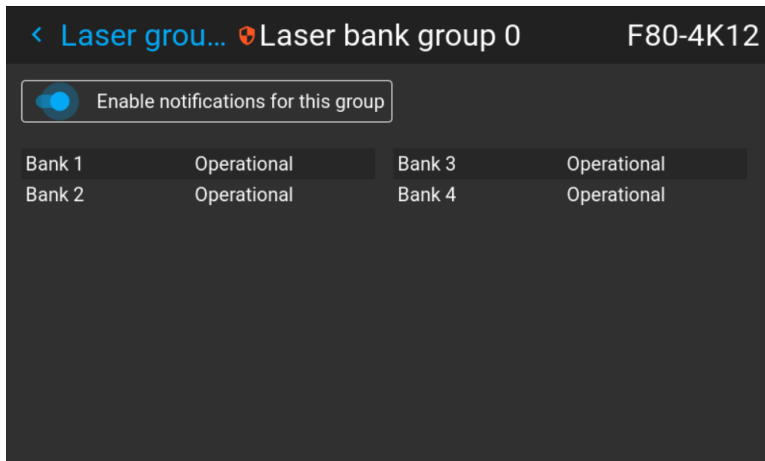 Laser grou... Laser bank group 0 F80-4K12
Enable notifications for this group
Bank 1 Operational Bank 3 Operational
Bank 2 Operational Bank 4 Operational